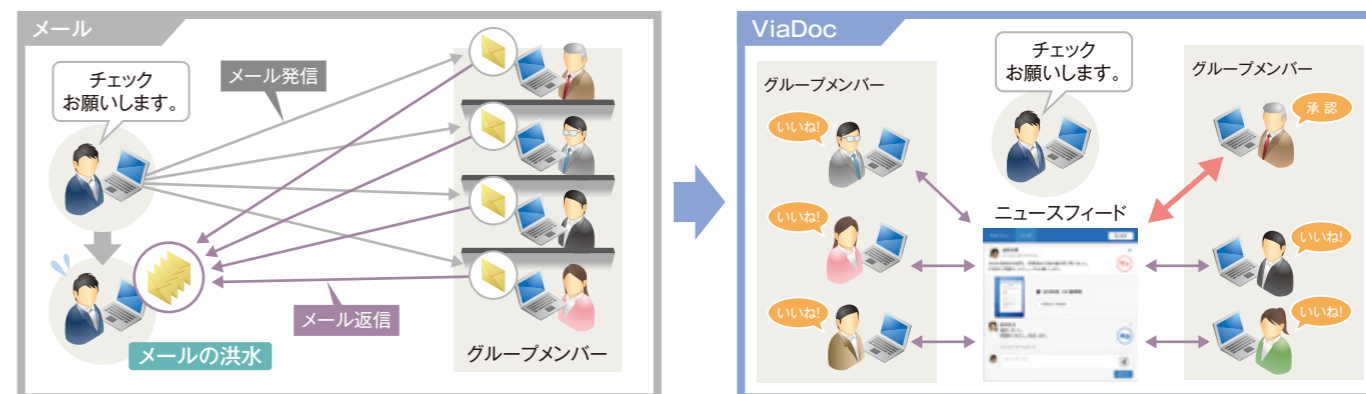 メール
チェック
お願いします。
メール発信
メール返信
メールの洪水
グループメンバー
ViaDoc
グループメンバー
チェック
お願いします。
グループメンバー
いいね!
承認
ニュースフィード
いいね!
いいね!
いいね!
いいね!